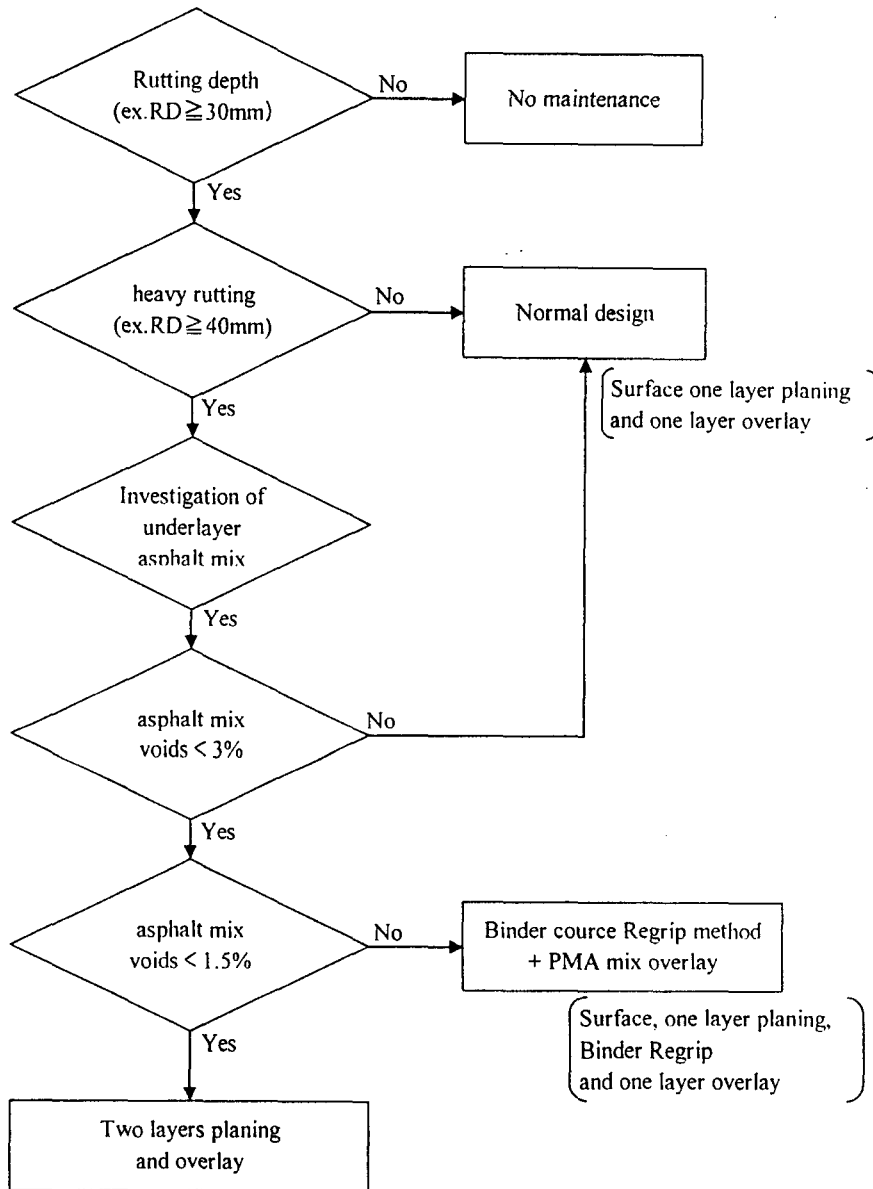 Rutting depth
(ex.RD≧30mm)
No
No maintenance
Yes
heavy rutting
(ex.RD≧40mm)
No
Normal design
Yes
Surface one layer planing
and one layer overlay
Investigation of
underlayer
asphalt mix
Yes
asphalt mix
voids < 3%
No
Yes
asphalt mix
voids < 1.5%
No
Binder cource Regrip method
+ PMA mix overlay
Surface, one layer planing,
Binder Regrip
and one layer overlay
Yes
Two layers planing
and overlay